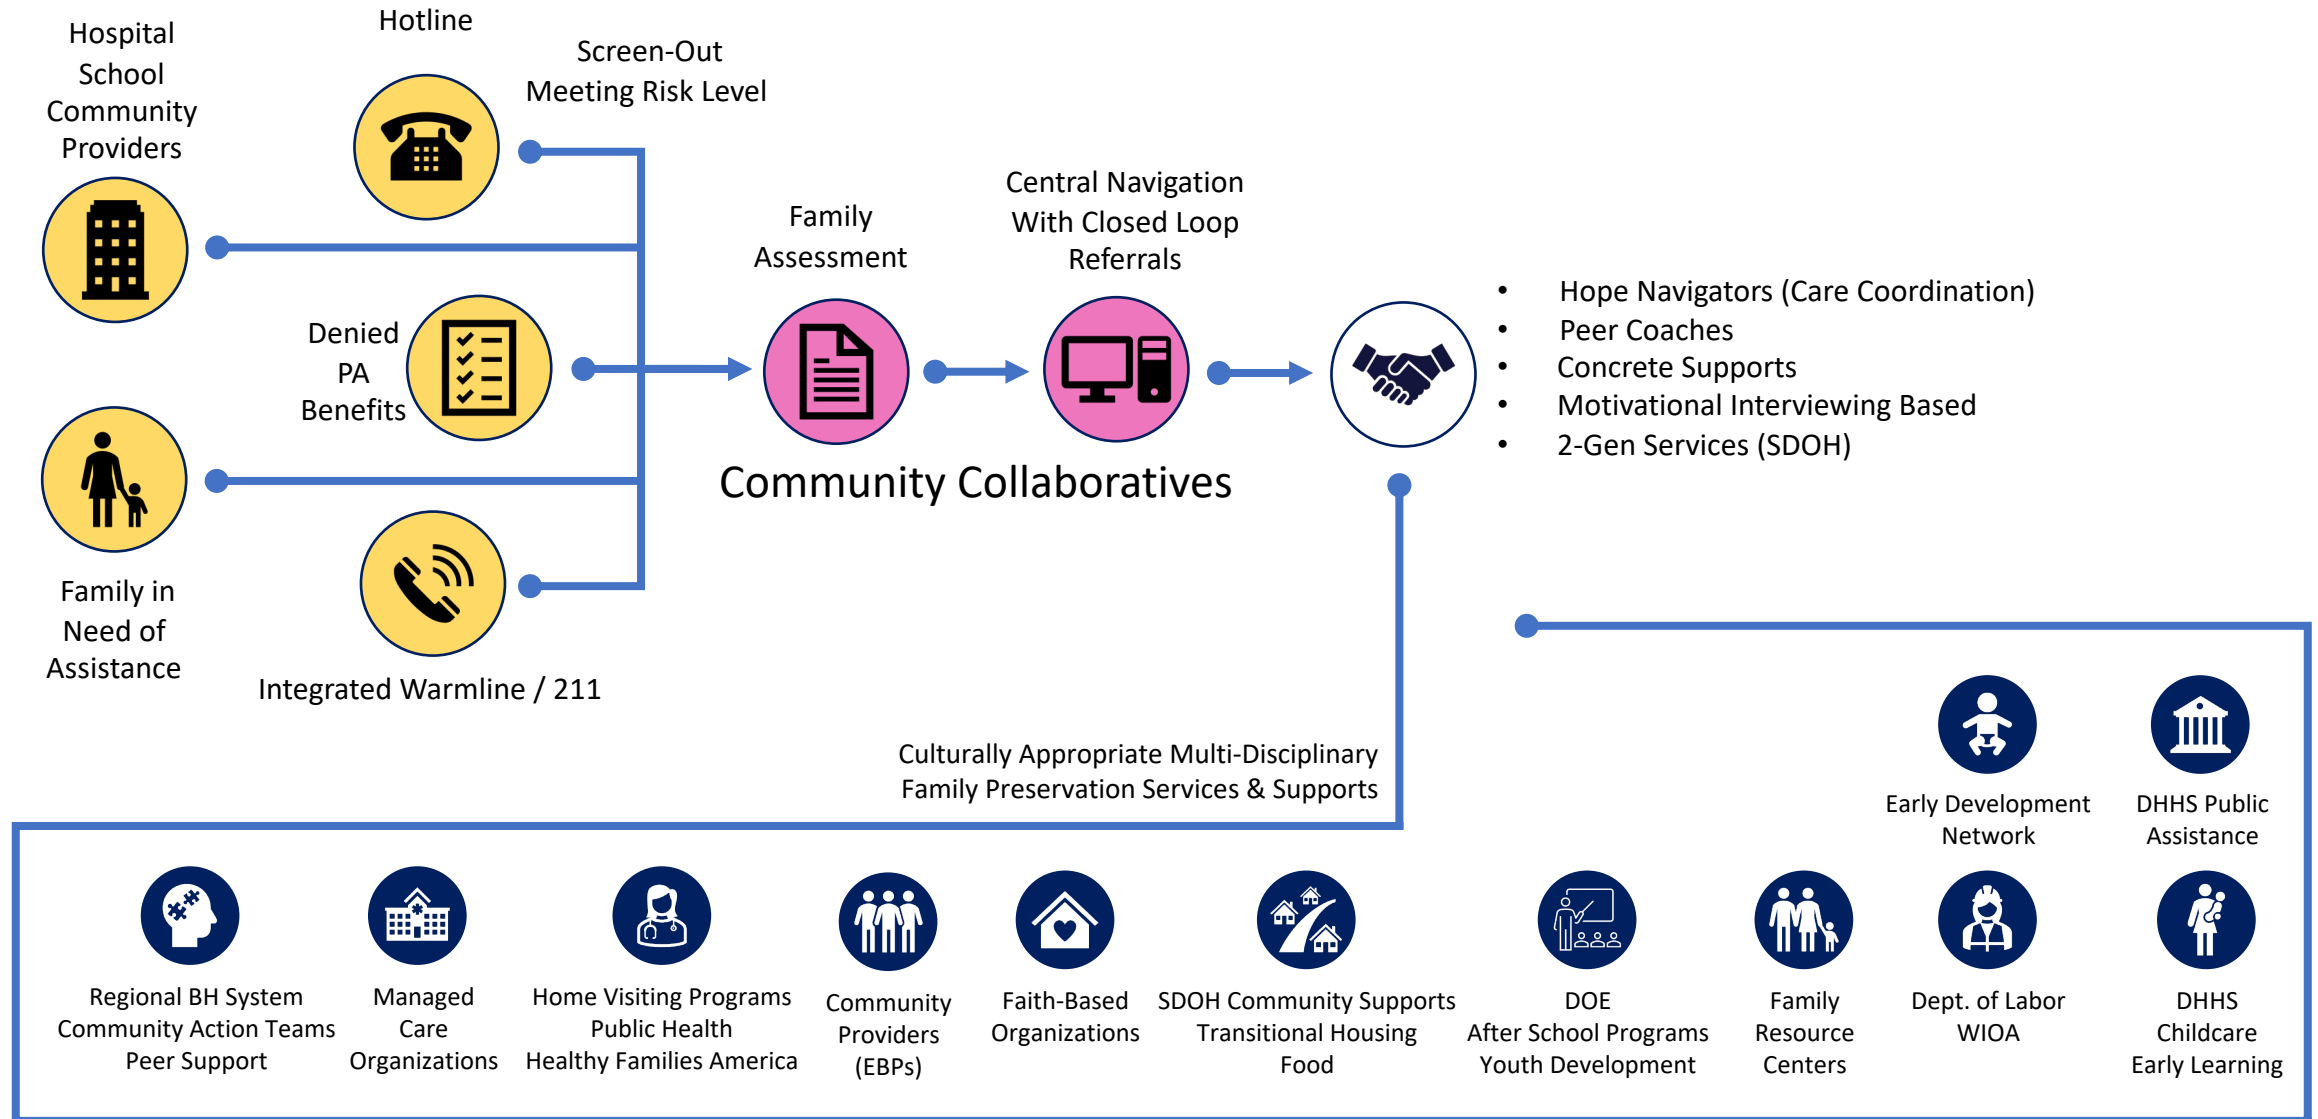 Hospital
School
Community
Providers
Hotline
Screen-Out
Meeting Risk Level
Denied
PA
Benefits
Family in
Need of
Assistance
Integrated Warmline / 211
Family
Assessment
Central Navigation
With Closed Loop
Referrals
Community Collaboratives
• Hope Navigators (Care Coordination)
• Peer Coaches
• Concrete Supports
• Motivational Interviewing Based
• 2-Gen Services (SDOH)
Culturally Appropriate Multi-Disciplinary
Family Preservation Services & Supports
Early Development
Network
DHHS Public
Assistance
Regional BH System
Community Action Teams
Peer Support
Managed
Care
Organizations
Home Visiting Programs
Public Health
Healthy Families America
Community
Providers
(EBPs)
Faith-Based
Organizations
SDOH Community Supports
Transitional Housing
Food
DOE
After School Programs
Youth Development
Family
Resource
Centers
Dept. of Labor
WIOA
DHHS
Childcare
Early Learning